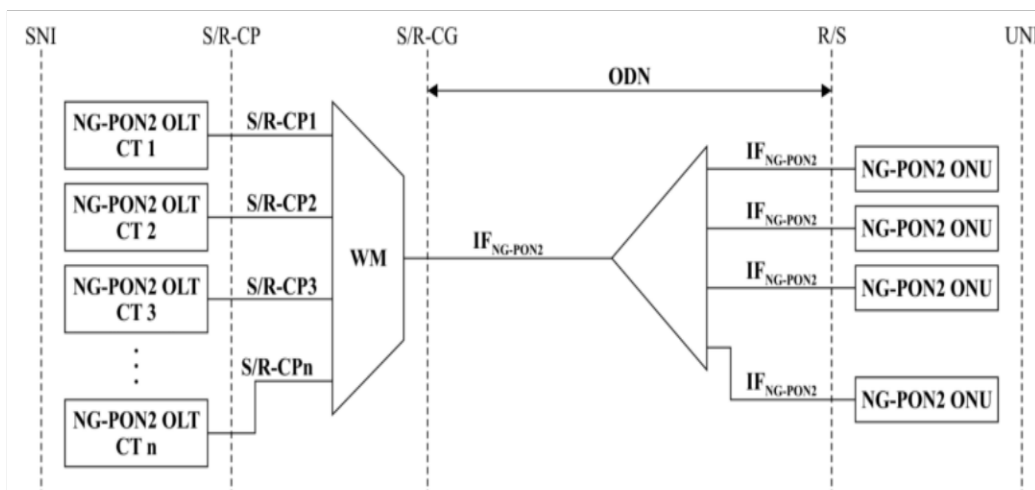 SNI
S/R-CP
S/R-CG
R/S
UNI
ODN
NG-PON2 OLT
CT 1
S/R-CP1
NG-PON2 OLT
CT 2
S/R-CP2
NG-PON2 OLT
CT 3
S/R-CP3
NG-PON2 OLT
CT n
S/R-CPn
WM
IFNG-PON2
IFNG-PON2
NG-PON2 ONU
IFNG-PON2
NG-PON2 ONU
IFNG-PON2
NG-PON2 ONU
IFNG-PON2
NG-PON2 ONU